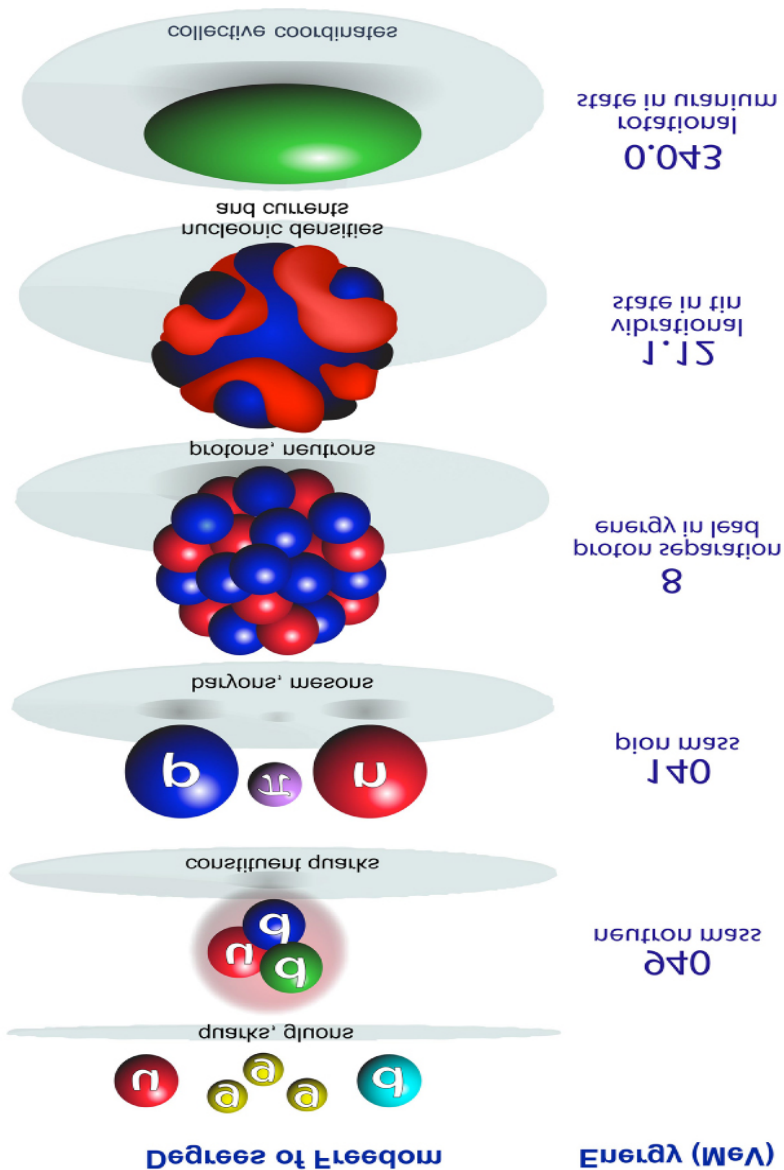 Degrees of Freedom
Energy (MeV)
u
g
g
g
d
quarks, gluons
u
d
d
940
neutron mass
constituent quarks
p
π
n
140
pion mass
baryons, mesons
8
proton separation
energy in lead
protons, neutrons
1.12
vibrational
state in tin
nucleonic densities
and currents
0.043
rotational
state in uranium
collective coordinates